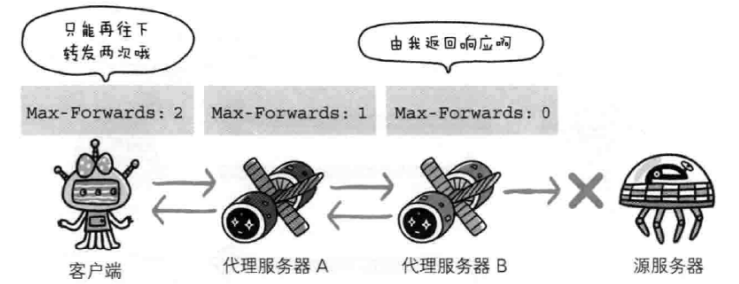 只能再往下
转发两次哦
由我返回响应啊
Max-Forwards: 2
Max-Forwards: 1
Max-Forwards: 0
客户端
代理服务器 A
代理服务器 B
源服务器